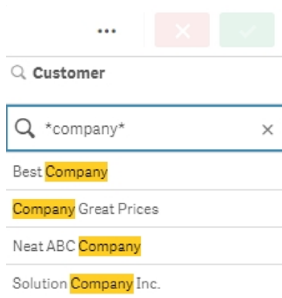 Customer
*company*
Best Company
Company Great Prices
Neat ABC Company
Solution Company Inc.